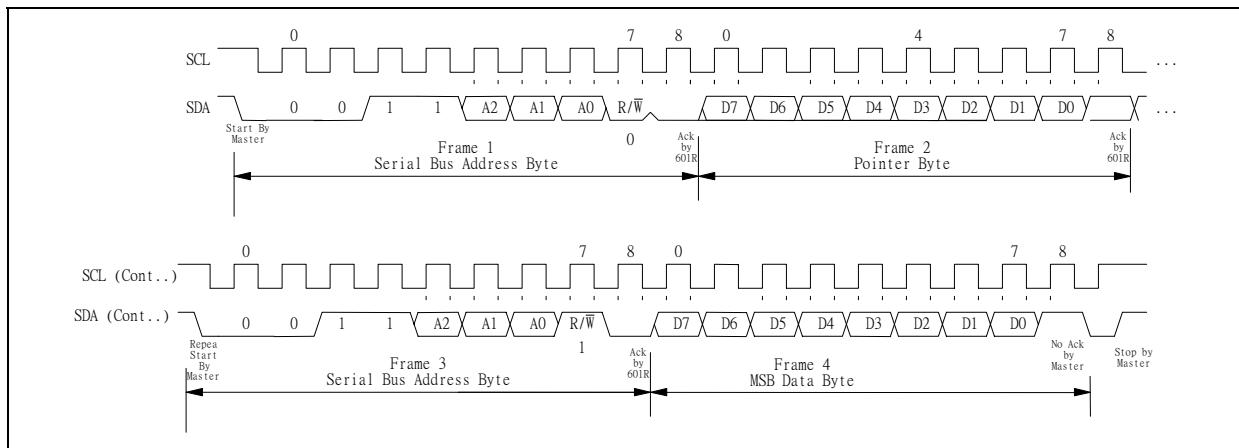 0 7 8 0 4 7 8
SCL ...
SDA 0 0 1 1 A2 A1 A0 R/W̅ D7 D6 D5 D4 D3 D2 D1 D0 ...
Start By
Master
0
Ack
by
601R
Ack
by
601R
Frame 1
Serial Bus Address Byte
Frame 2
Pointer Byte
0 7 8 0 7 8
SCL (Cont..)
SDA (Cont..) 0 0 1 1 A2 A1 A0 R/W̅ D7 D6 D5 D4 D3 D2 D1 D0
Repea
Start
By
Master
1
Ack
by
601R
No Ack
by
Master
Stop by
Master
Frame 3
Serial Bus Address Byte
Frame 4
MSB Data Byte